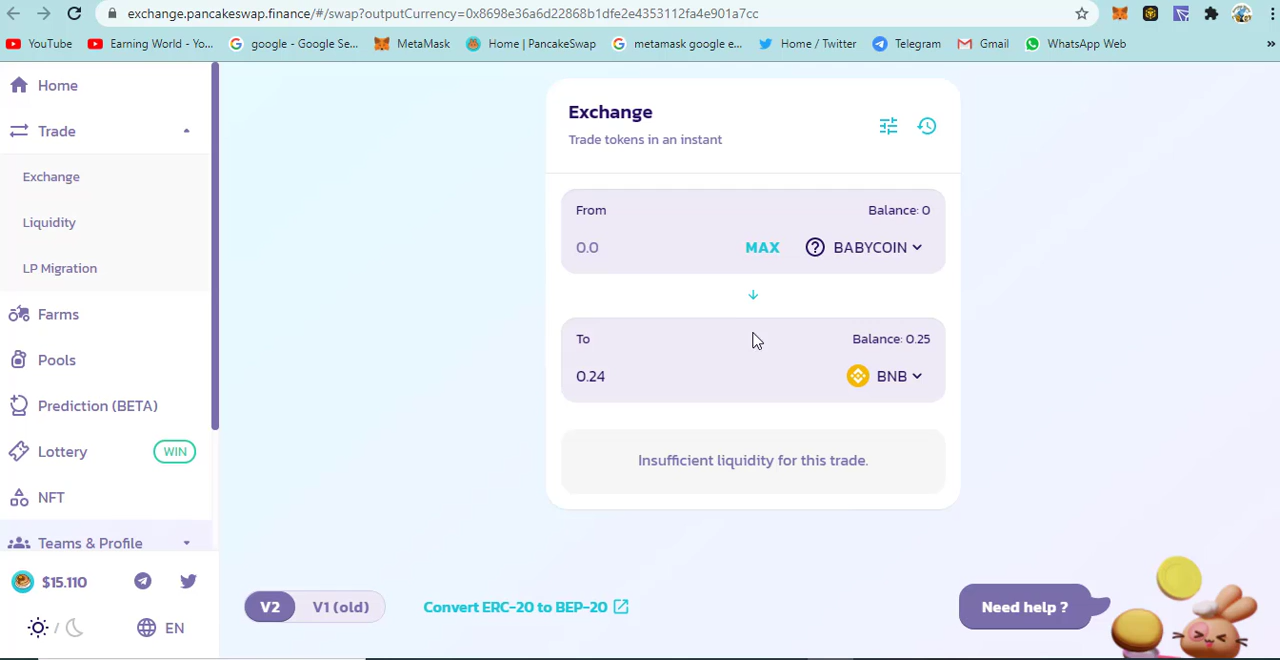 exchange.pancakeswap.finance/#/swap?outputCurrency=0x8698e36a6d22868b1dfe2e4353112fa4e901a7cc
YouTube
Earning World - Yo...
google - Google Se...
MetaMask
Home | PancakeSwap
metamask google e...
Home / Twitter
Telegram
Gmail
WhatsApp Web
»
Home
Trade
Exchange
Liquidity
LP Migration
Farms
Pools
Prediction (BETA)
Lottery
WIN
NFT
Teams & Profile
$15.110
/
EN
Exchange
Trade tokens in an instant
From
Balance: 0
0.0
MAX
BABYCOIN
To
Balance: 0.25
0.24
BNB
Insufficient liquidity for this trade.
V2
V1 (old)
Convert ERC-20 to BEP-20
Need help ?